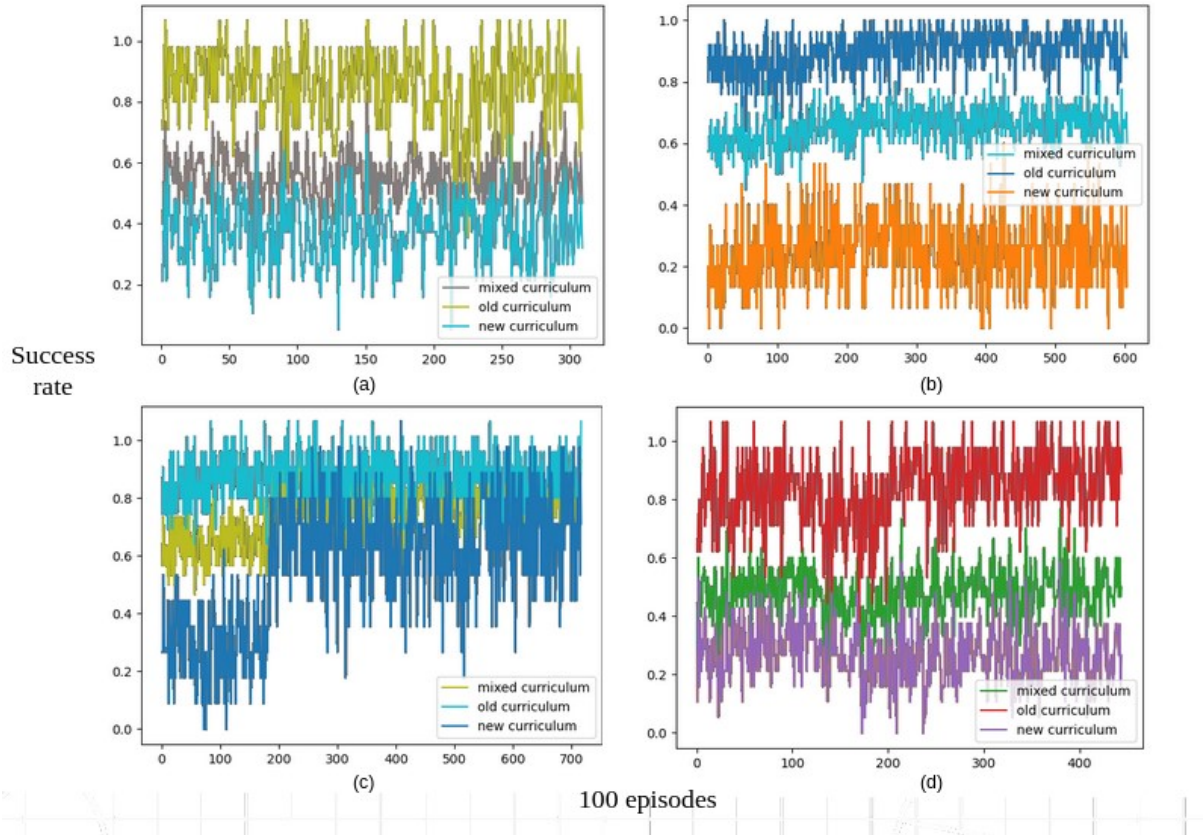 1.0
0.8
0.6
0.4
0.2
mixed curriculum
old curriculum
new curriculum
0 50 100 150 200 250 300
(a)
1.0
0.8
0.6
0.4
0.2
0.0
mixed curriculum
old curriculum
new curriculum
0 100 200 300 400 500 600
(b)
Success
rate
1.0
0.8
0.6
0.4
0.2
0.0
mixed curriculum
old curriculum
new curriculum
0 100 200 300 400 500 600 700
(c)
1.0
0.8
0.6
0.4
0.2
0.0
mixed curriculum
old curriculum
new curriculum
0 100 200 300 400
(d)
100 episodes